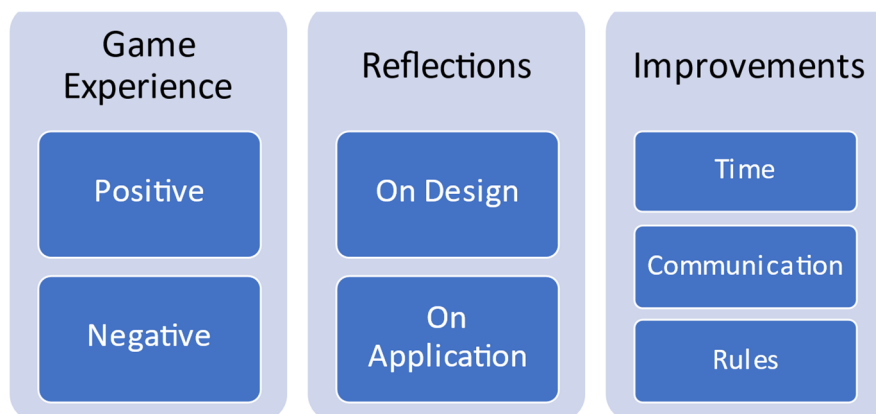 Game
Experience
Positive
Negative
Reflections
On Design
On
Application
Improvements
Time
Communication
Rules